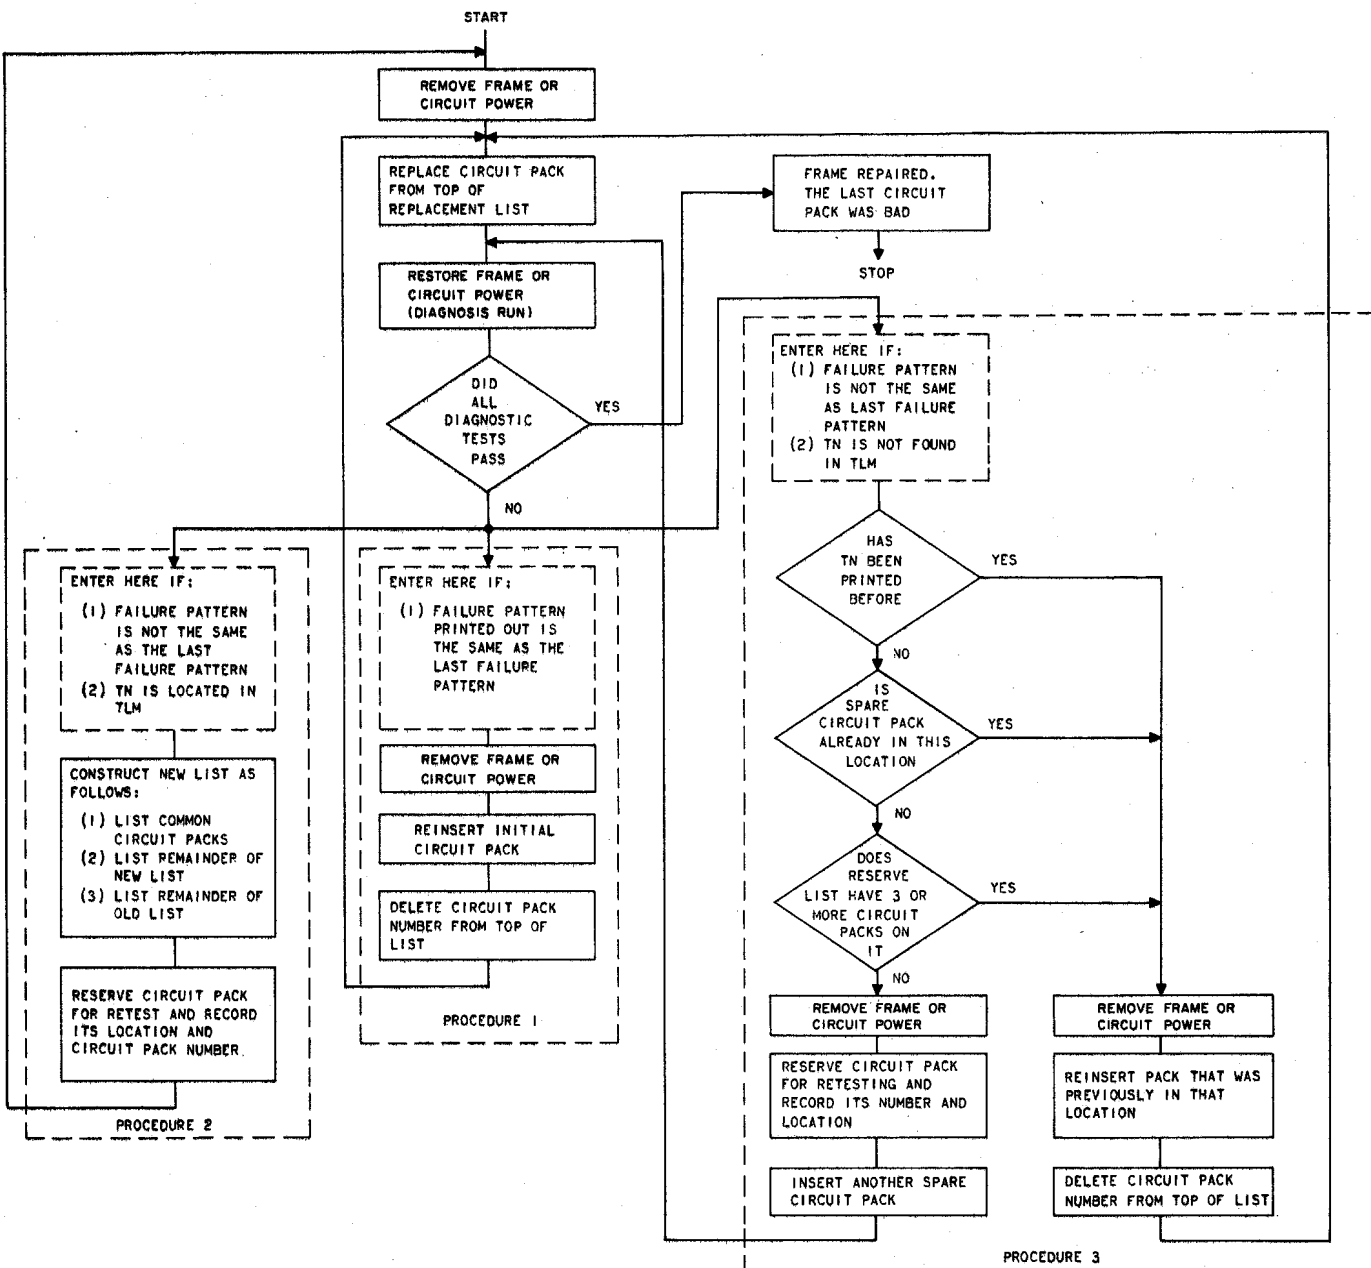 START
REMOVE FRAME OR
CIRCUIT POWER
REPLACE CIRCUIT PACK
FROM TOP OF
REPLACEMENT LIST
RESTORE FRAME OR
CIRCUIT POWER
(DIAGNOSIS RUN)
DID
ALL
DIAGNOSTIC
TESTS
PASS
YES
NO
FRAME REPAIRED.
THE LAST CIRCUIT
PACK WAS BAD
STOP
ENTER HERE IF:
(1) FAILURE PATTERN
IS NOT THE SAME
AS THE LAST
FAILURE PATTERN
(2) TN IS LOCATED IN
TLM
CONSTRUCT NEW LIST AS
FOLLOWS:
(1) LIST COMMON
CIRCUIT PACKS
(2) LIST REMAINDER OF
NEW LIST
(3) LIST REMAINDER OF
OLD LIST
RESERVE CIRCUIT PACK
FOR RETEST AND RECORD
ITS LOCATION AND
CIRCUIT PACK NUMBER.
PROCEDURE 2
ENTER HERE IF:
(1) FAILURE PATTERN
PRINTED OUT IS
THE SAME AS THE
LAST FAILURE
PATTERN
REMOVE FRAME OR
CIRCUIT POWER
REINSERT INITIAL
CIRCUIT PACK
DELETE CIRCUIT PACK
NUMBER FROM TOP OF
LIST
PROCEDURE 1
ENTER HERE IF:
(1) FAILURE PATTERN
IS NOT THE SAME
AS LAST FAILURE
PATTERN
(2) TN IS NOT FOUND
IN TLM
HAS
TN BEEN
PRINTED
BEFORE
YES
NO
IS
SPARE
CIRCUIT PACK
ALREADY IN THIS
LOCATION
YES
NO
DOES
RESERVE
LIST HAVE 3 OR
MORE CIRCUIT
PACKS ON
IT
YES
NO
REMOVE FRAME OR
CIRCUIT POWER
RESERVE CIRCUIT PACK
FOR RETESTING AND
RECORD ITS NUMBER AND
LOCATION
INSERT ANOTHER SPARE
CIRCUIT PACK
REMOVE FRAME OR
CIRCUIT POWER
REINSERT PACK THAT WAS
PREVIOUSLY IN THAT
LOCATION
DELETE CIRCUIT PACK
NUMBER FROM TOP OF LIST
PROCEDURE 3